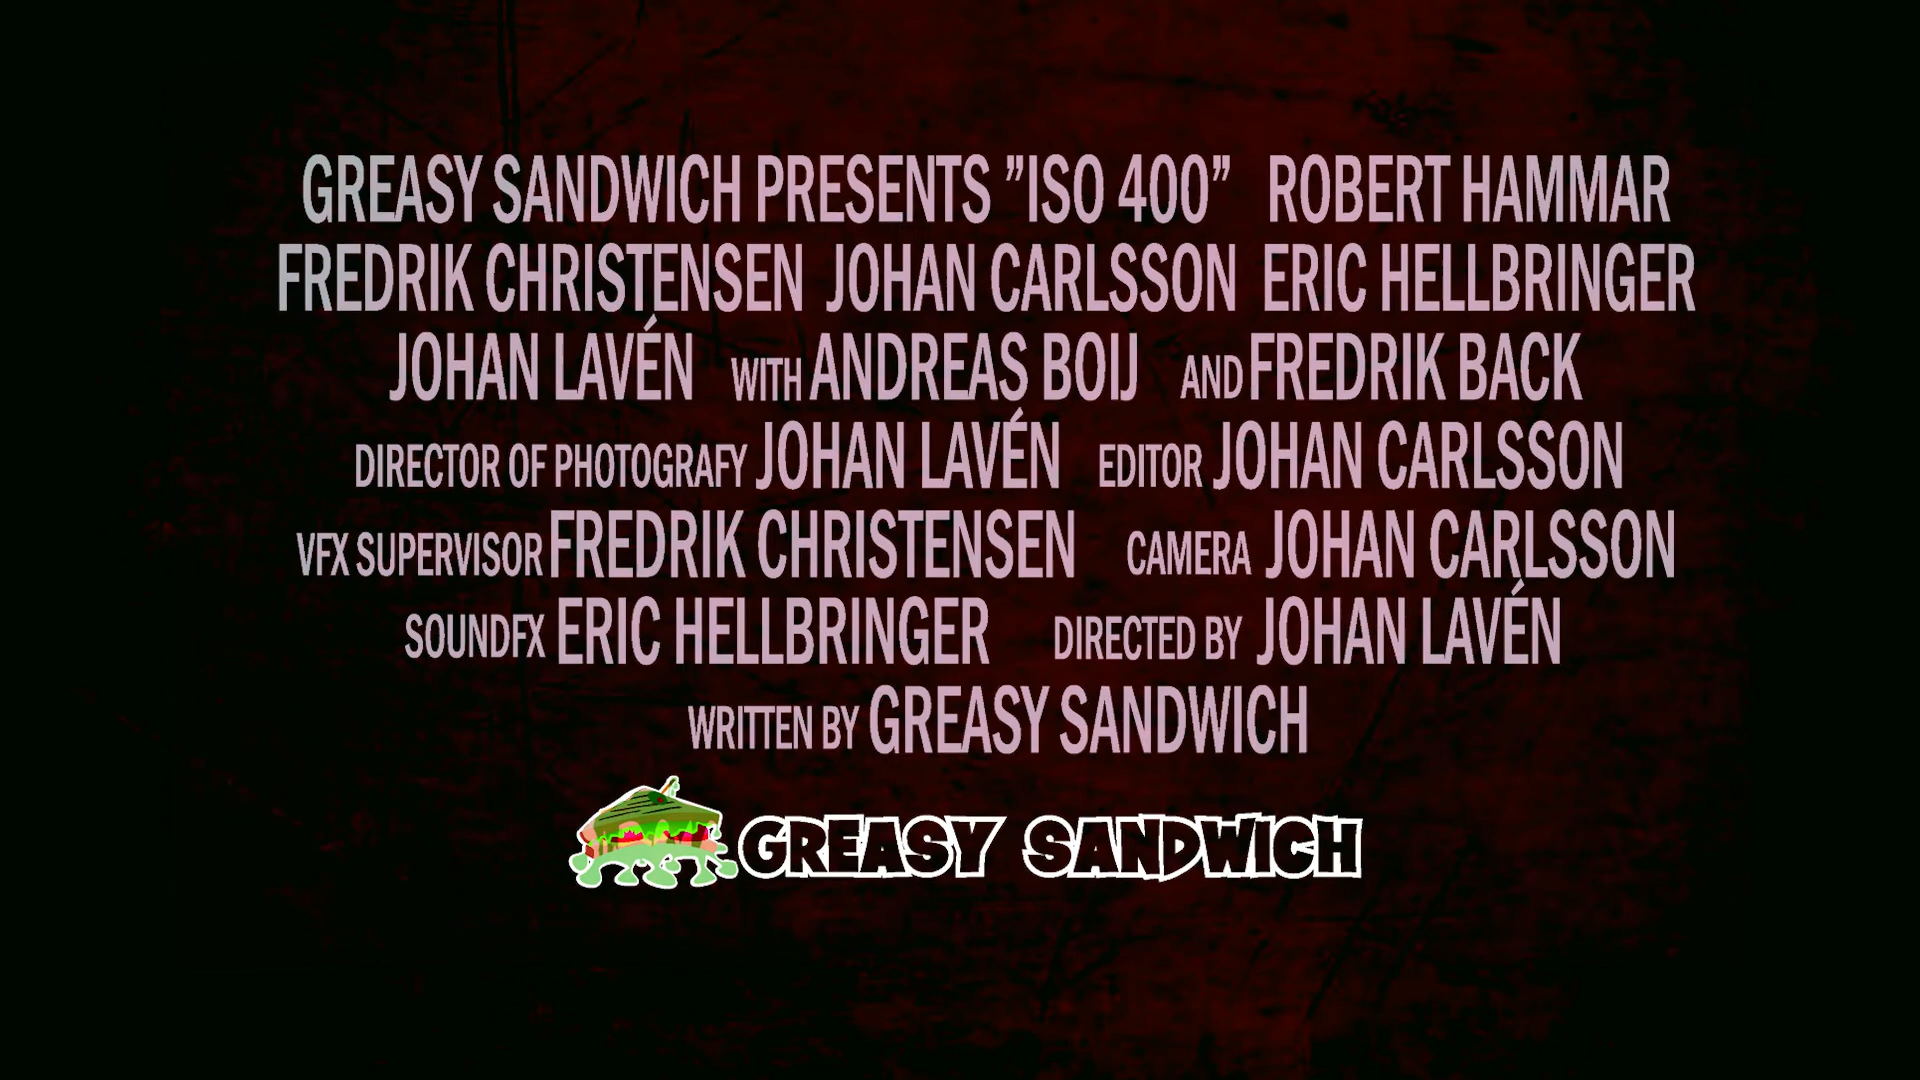 GREASY SANDWICH PRESENTS ”ISO 400” ROBERT HAMMAR
FREDRIK CHRISTENSEN JOHAN CARLSSON ERIC HELLBRINGER
JOHAN LAVÉN WITH ANDREAS BOIJ AND FREDRIK BACK
DIRECTOR OF PHOTOGRAFY JOHAN LAVÉN EDITOR JOHAN CARLSSON
VFX SUPERVISOR FREDRIK CHRISTENSEN CAMERA JOHAN CARLSSON
SOUNDFX ERIC HELLBRINGER DIRECTED BY JOHAN LAVÉN
WRITTEN BY GREASY SANDWICH
GREASY SANDWICH